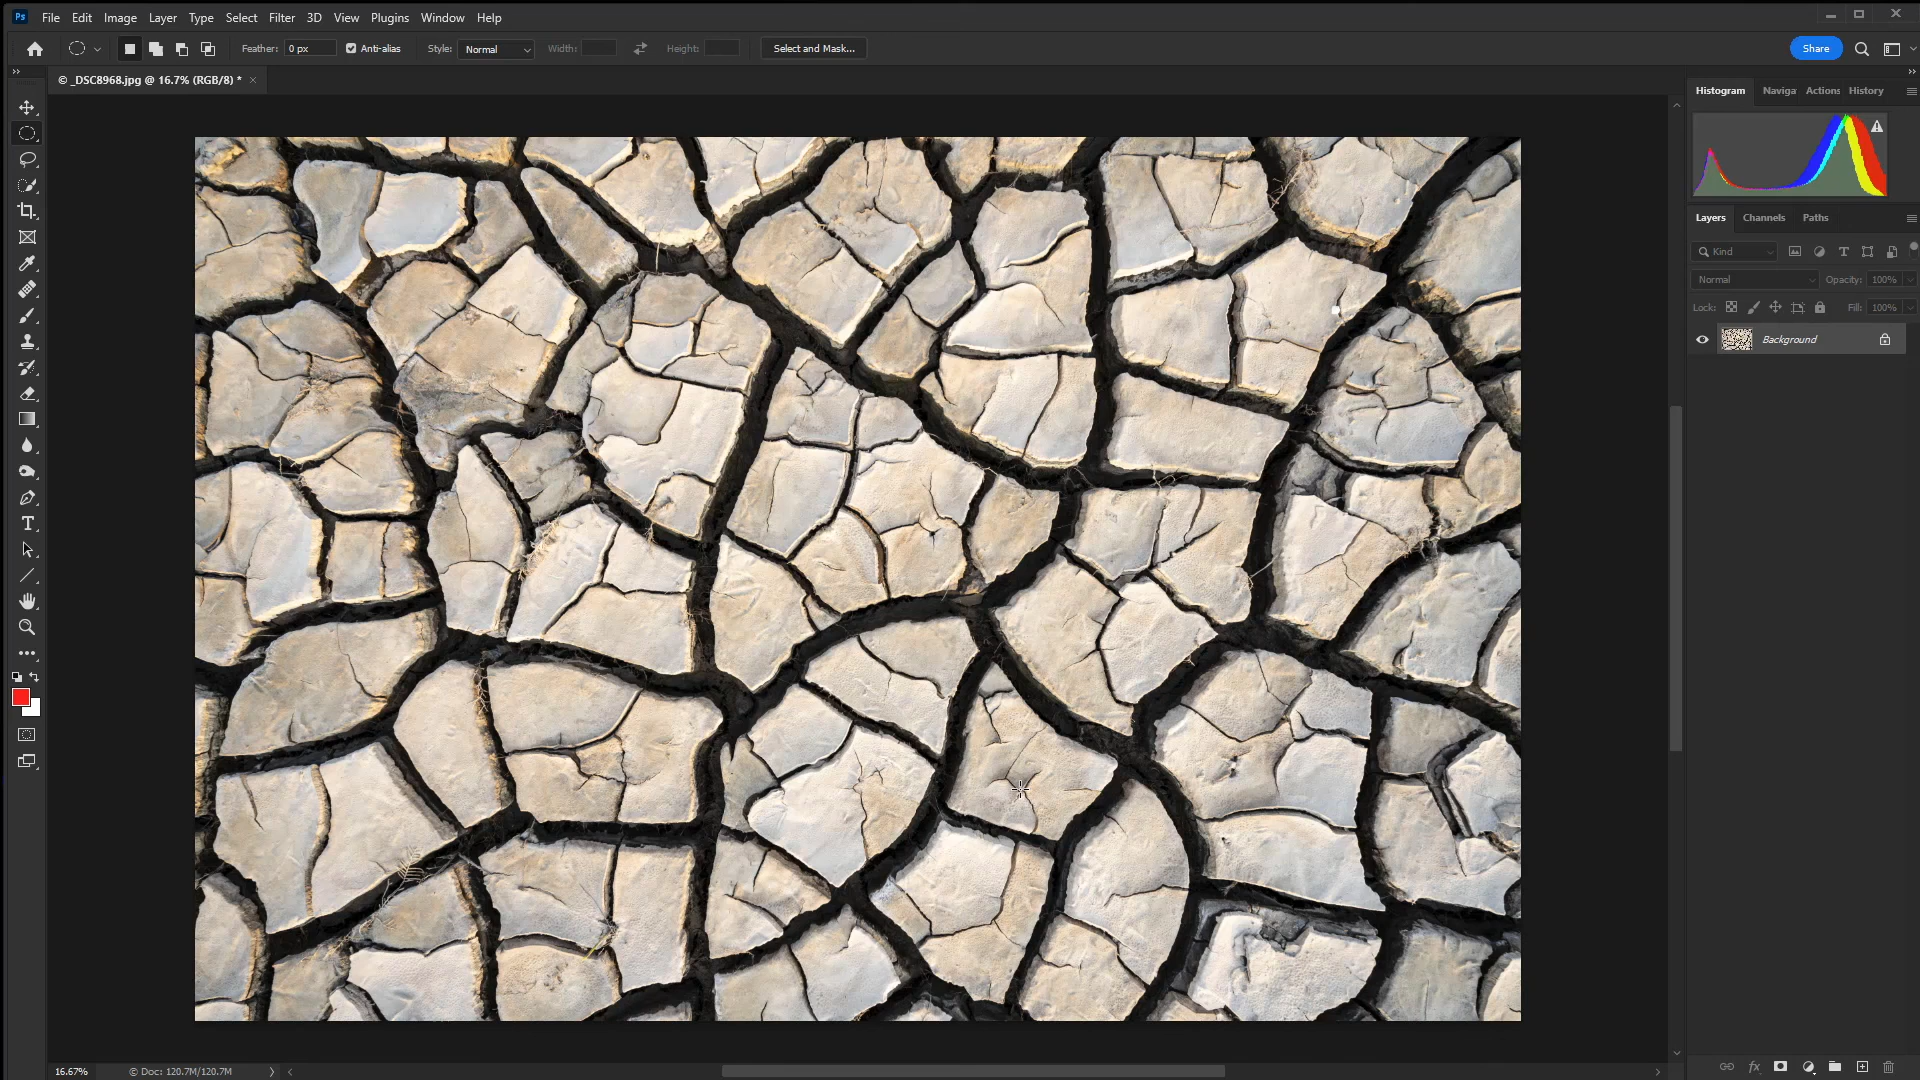 Ps File Edit Image Layer Type Select Filter 3D View Plugins Window Help
Feather: 0 px Anti-alias Style: Normal Width: Height: Select and Mask... Share
© _DSC8968.jpg @ 16.7% (RGB/8) * ×
Histogram Naviga Actions History
Layers Channels Paths
Kind
Normal Opacity: 100%
Lock: Fill: 100%
Background
16.67% © Doc: 120.7M/120.7M